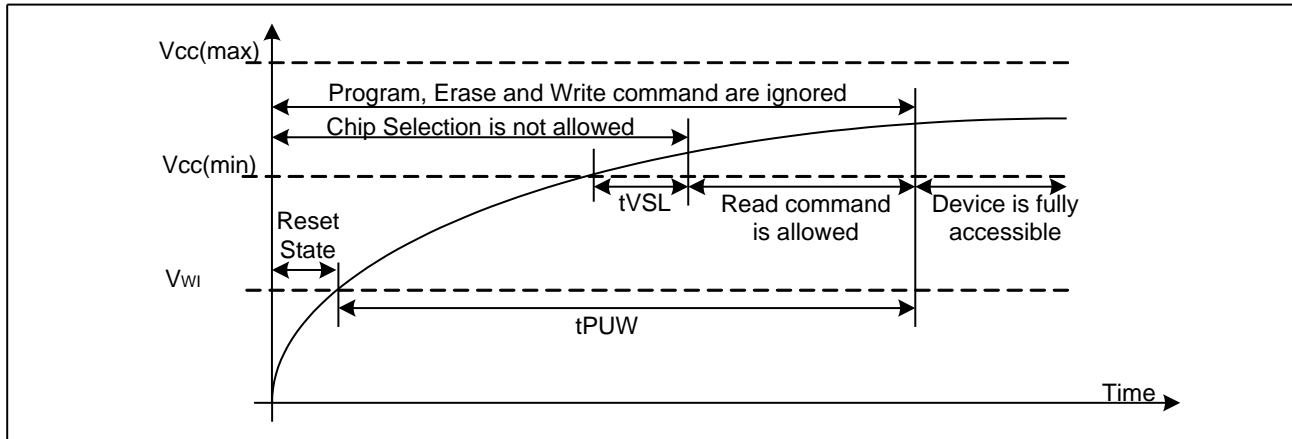 Vcc(max)
Program, Erase and Write command are ignored
Chip Selection is not allowed
Vcc(min)
tVSL
Read command
is allowed
Device is fully
accessible
Reset
State
VWI
tPUW
Time